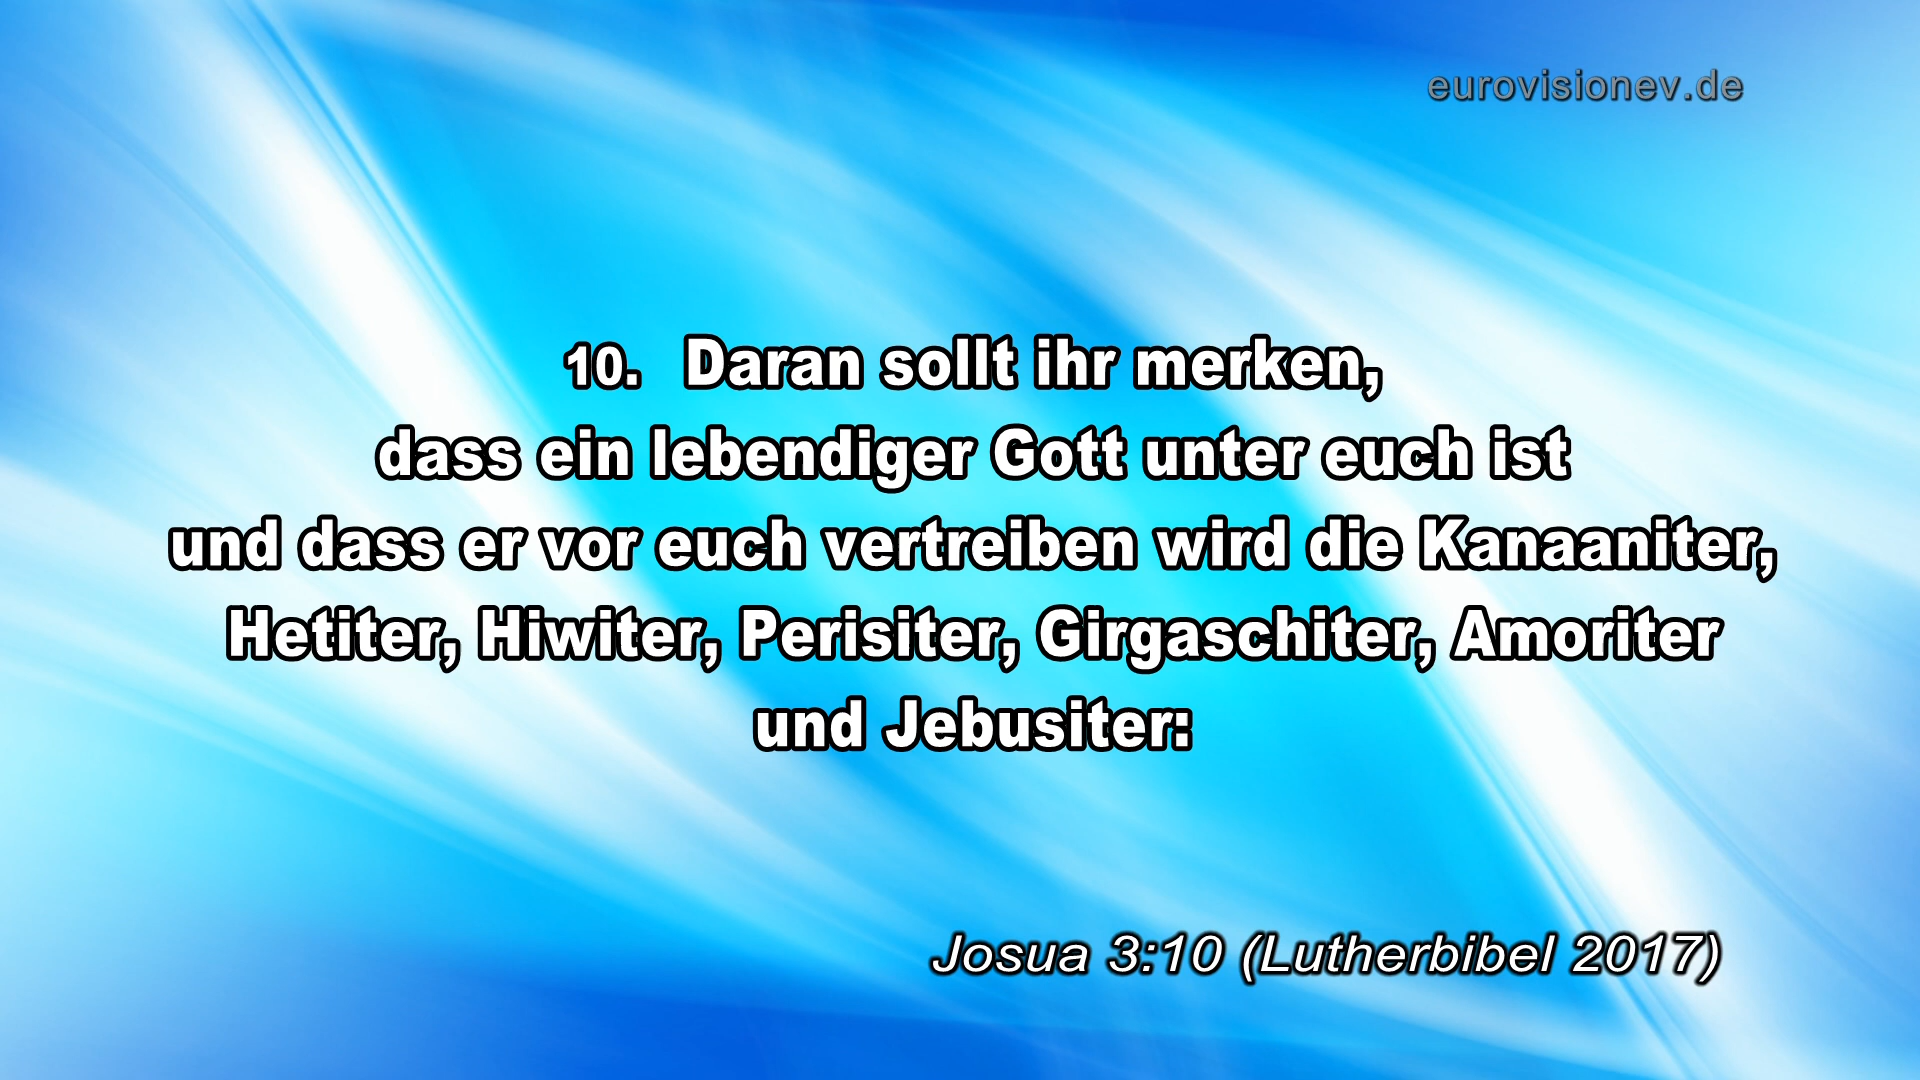 eurovisionev.de
10. Daran sollt ihr merken,
dass ein lebendiger Gott unter euch ist
und dass er vor euch vertreiben wird die Kanaaniter,
Hetiter, Hiwiter, Perisiter, Girgaschiter, Amoriter
und Jebusiter:
Josua 3:10 (Lutherbibel 2017)